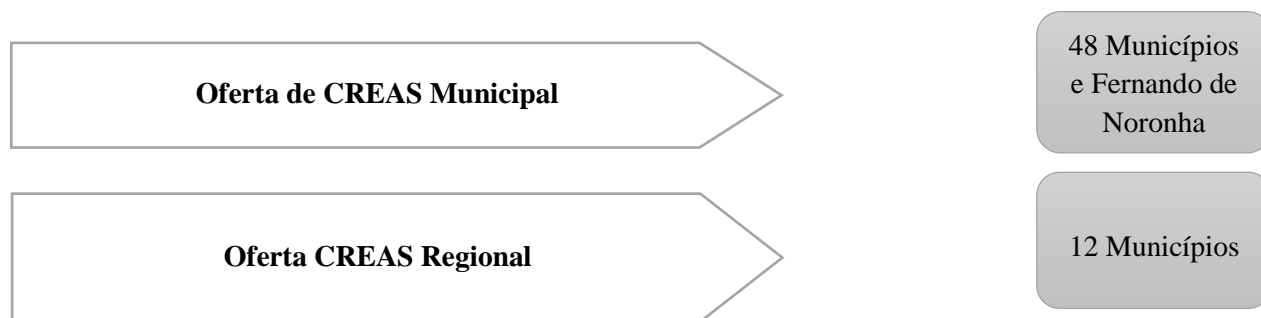 Oferta de CREAS Municipal
48 Municípios
e Fernando de
Noronha
Oferta CREAS Regional
12 Municípios